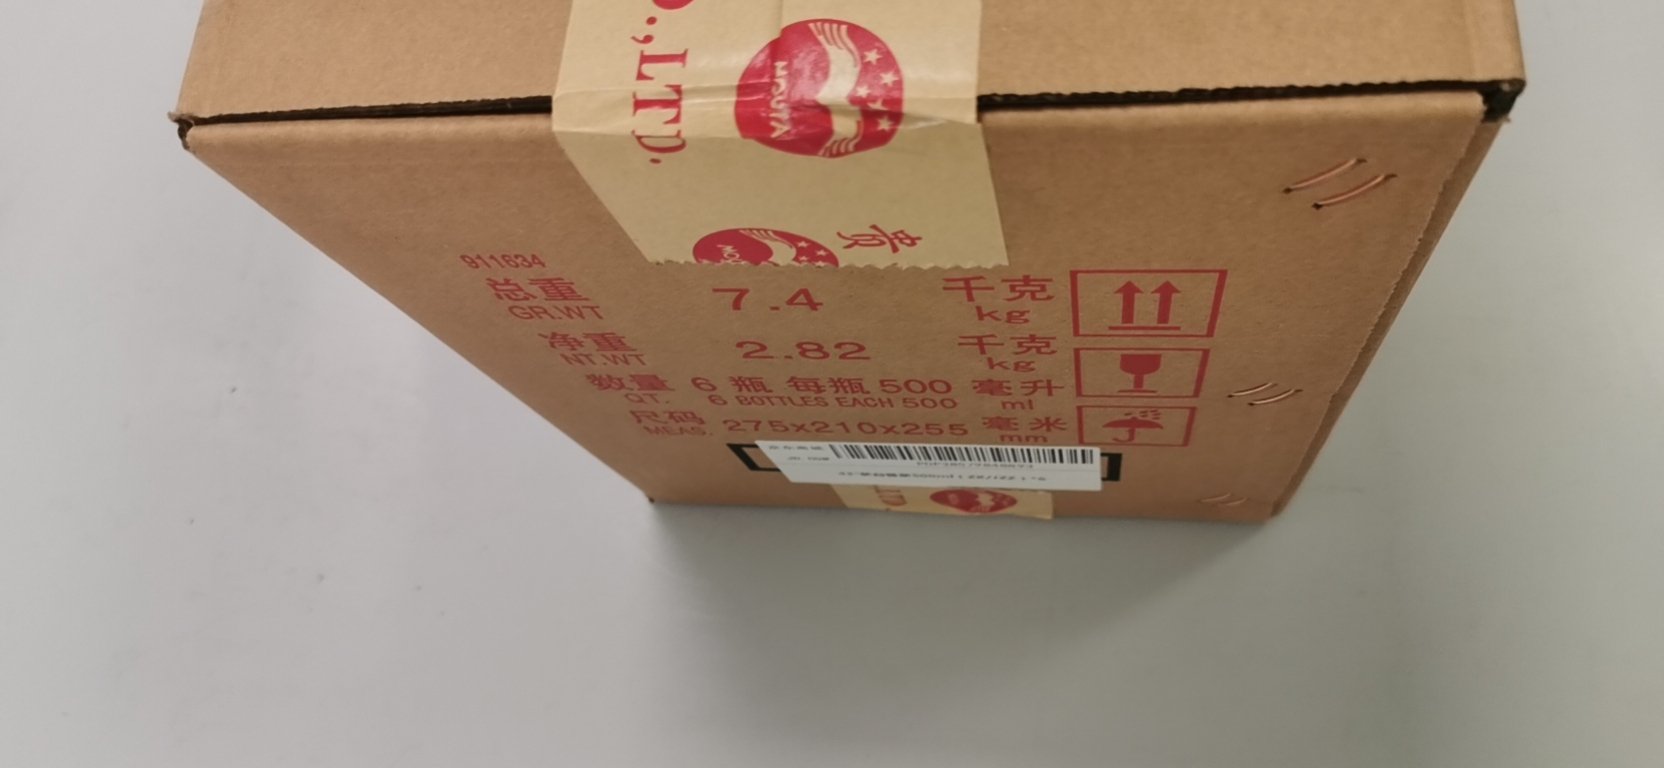 .,LTD.
MOUTA
贵
911634
总重 7.4 千克
GR.WT kg
净重 2.82 千克
NT.WT kg
数量 6 瓶 每瓶 500 毫升
QT. 6 BOTTLES EACH 500 ml
尺码 275x210x255 毫米
MEAS. mm